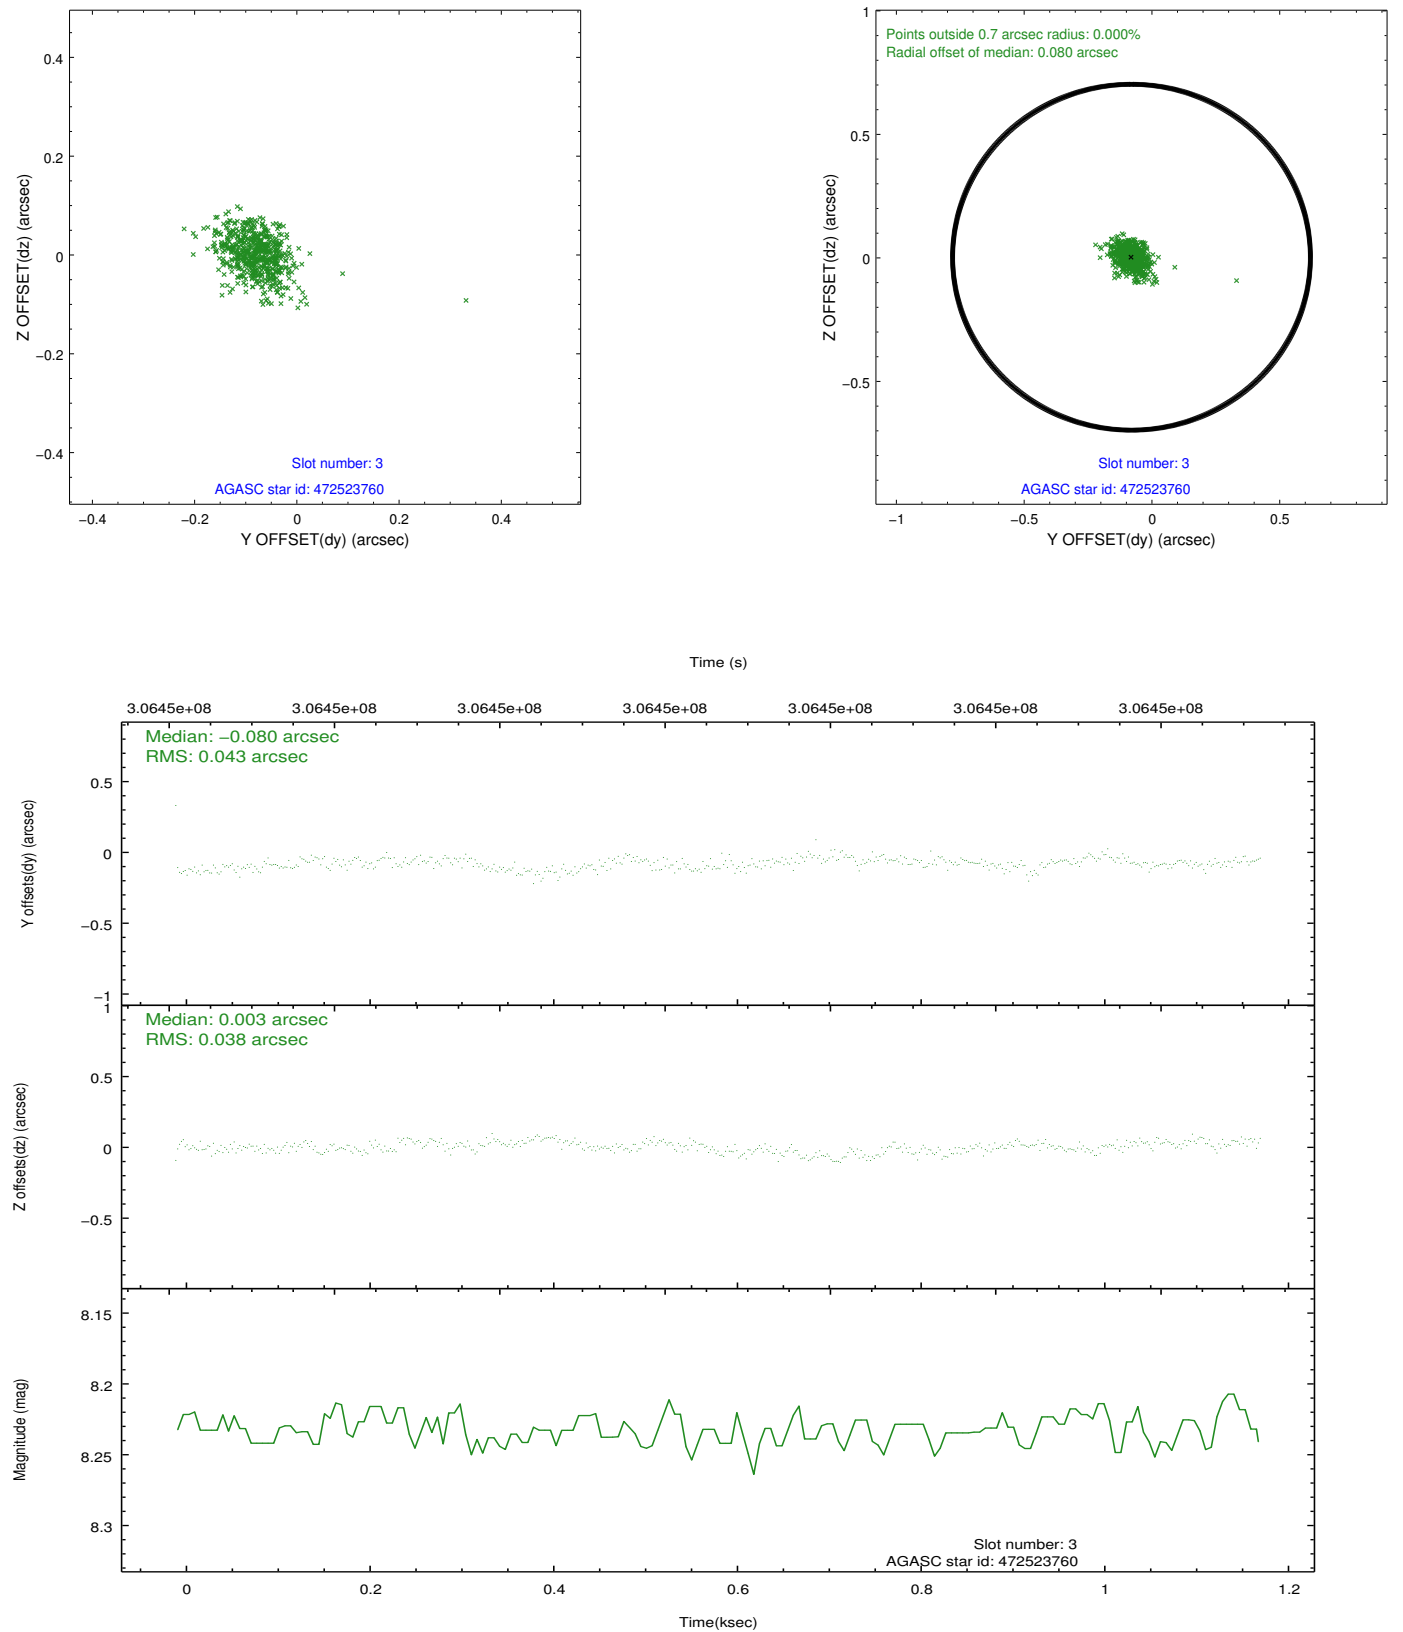 0.4
0.2
0
−0.2
−0.4
Z OFFSET(dz) (arcsec)
Slot number: 3
AGASC star id: 472523760
−0.4 −0.2 0 0.2 0.4
Y OFFSET(dy) (arcsec)
Points outside 0.7 arcsec radius: 0.000%
Radial offset of median: 0.080 arcsec
1
0.5
0
−0.5
Z OFFSET(dz) (arcsec)
Slot number: 3
AGASC star id: 472523760
−1 −0.5 0 0.5
Y OFFSET(dy) (arcsec)
Time (s)
3.0645e+08 3.0645e+08 3.0645e+08 3.0645e+08 3.0645e+08 3.0645e+08 3.0645e+08
Median: −0.080 arcsec
RMS: 0.043 arcsec
0.5
0
−0.5
−1
Y offsets(dy) (arcsec)
Median: 0.003 arcsec
RMS: 0.038 arcsec
1
0.5
0
−0.5
Z offsets(dz) (arcsec)
8.15
8.2
8.25
8.3
Magnitude (mag)
Slot number: 3
AGASC star id: 472523760
0 0.2 0.4 0.6 0.8 1 1.2
Time(ksec)